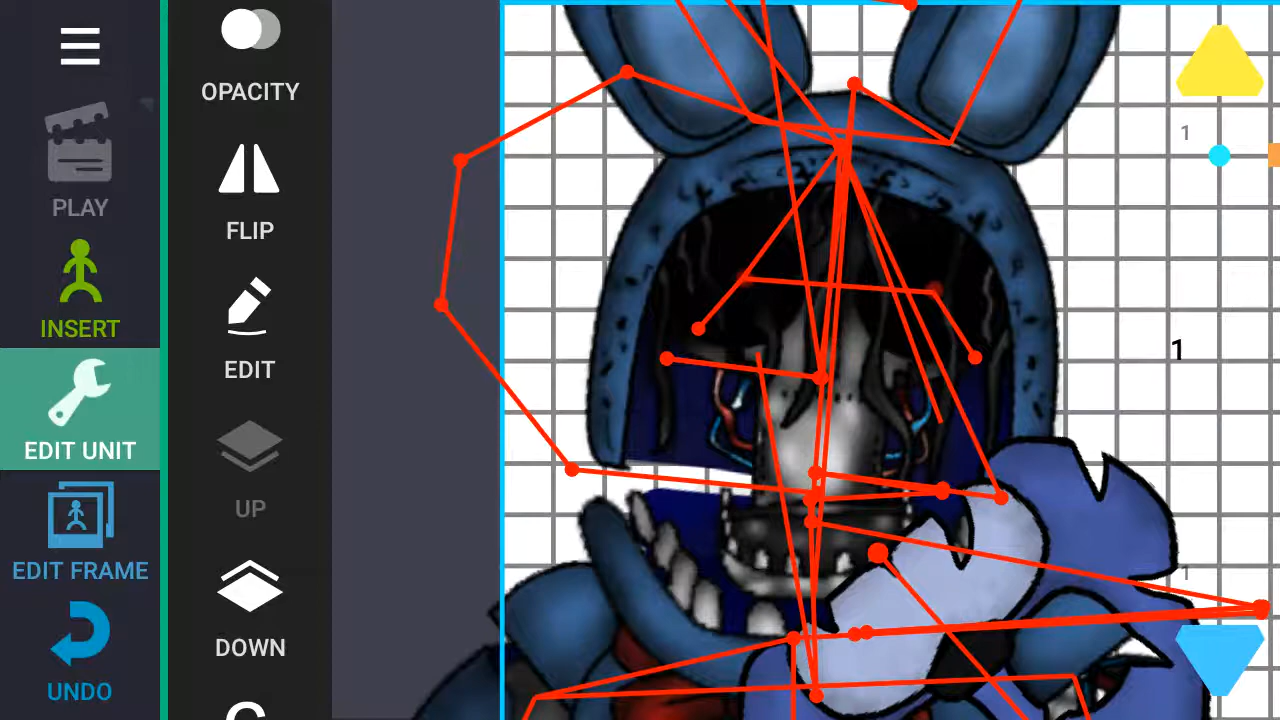 PLAY
INSERT
EDIT UNIT
EDIT FRAME
UNDO
OPACITY
FLIP
EDIT
UP
DOWN
1
1
1